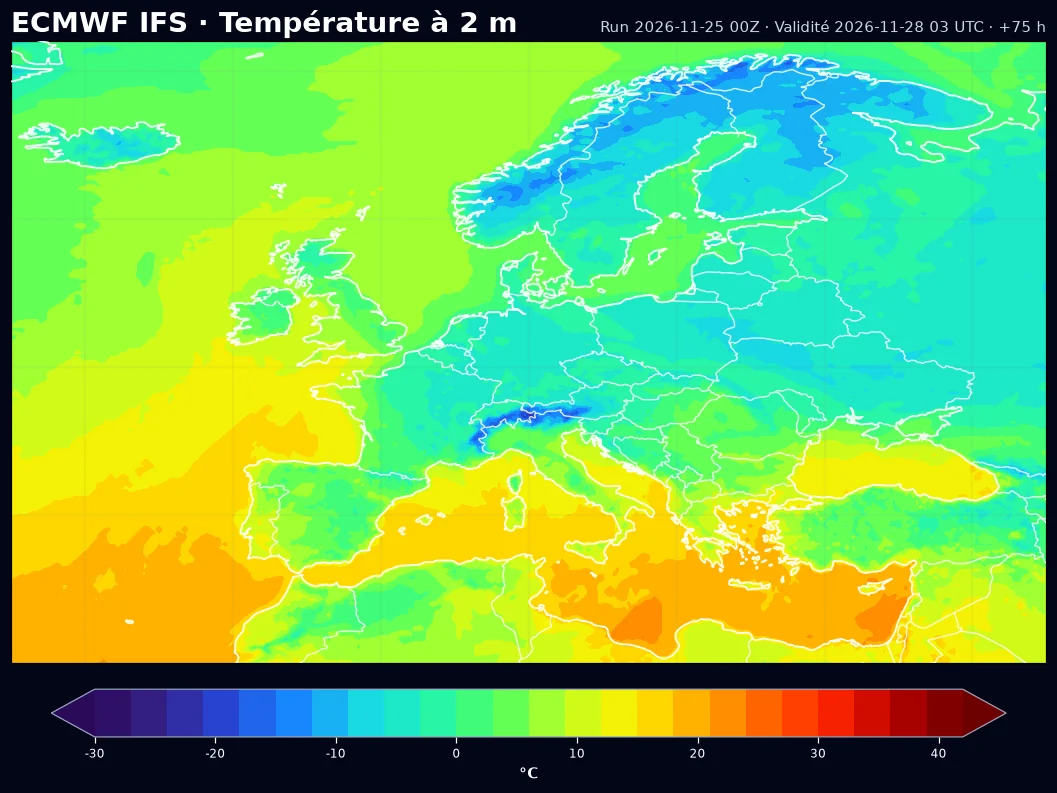 ECMWF IFS · Température à 2 m
Run 2026-11-25 00Z · Validité 2026-11-28 03 UTC · +75 h
-30 -20 -10 0 10 20 30 40
°C